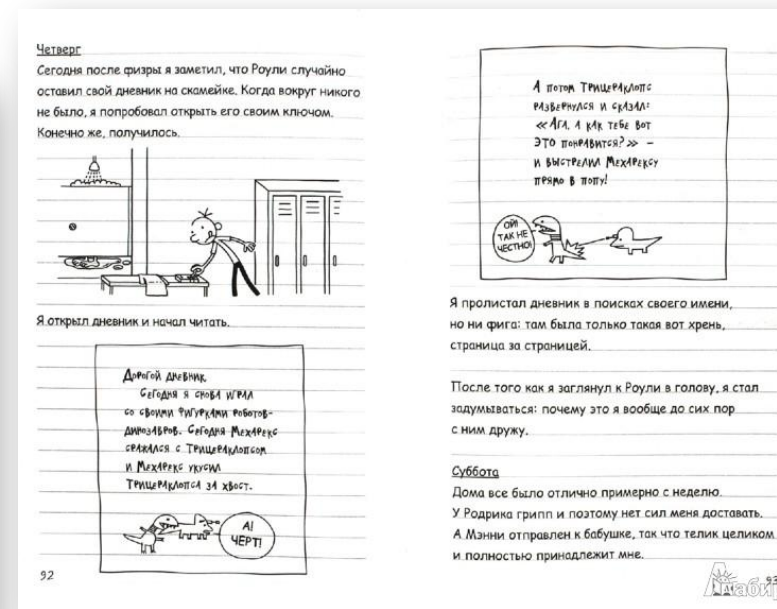 Четверг
Сегодня после физры я заметил, что Роули случайно
оставил свой дневник на скамейке. Когда вокруг никого
не было, я попробовал открыть его своим ключом.
Конечно же, получилось.
Я открыл дневник и начал читать.
Дорогой дневник,
Сегодня я снова играл
со своими фигурками роботов-
динозавров. Сегодня Мехарекс
сражался с Трицераклопсом
и Мехарекс укусил
Трицераклопса за хвост.
А!
ЧЕРТ!
92
А потом Трицераклопс
развернулся и сказал:
«Ага, а как тебе вот
это понравится?» –
и выстрелил Мехарексу
прямо в попу!
ОЙ!
ТАК НЕ
ЧЕСТНО!
Я пролистал дневник в поисках своего имени,
но ни фига: там была только такая вот хрень,
страница за страницей.
После того как я заглянул к Роули в голову, я стал
задумываться: почему это я вообще до сих пор
с ним дружу.
Суббота
Дома все было отлично примерно с неделю.
У Родрика грипп и поэтому нет сил меня доставать.
А Мэнни отправлен к бабушке, так что телик целиком
и полностью принадлежит мне.
93